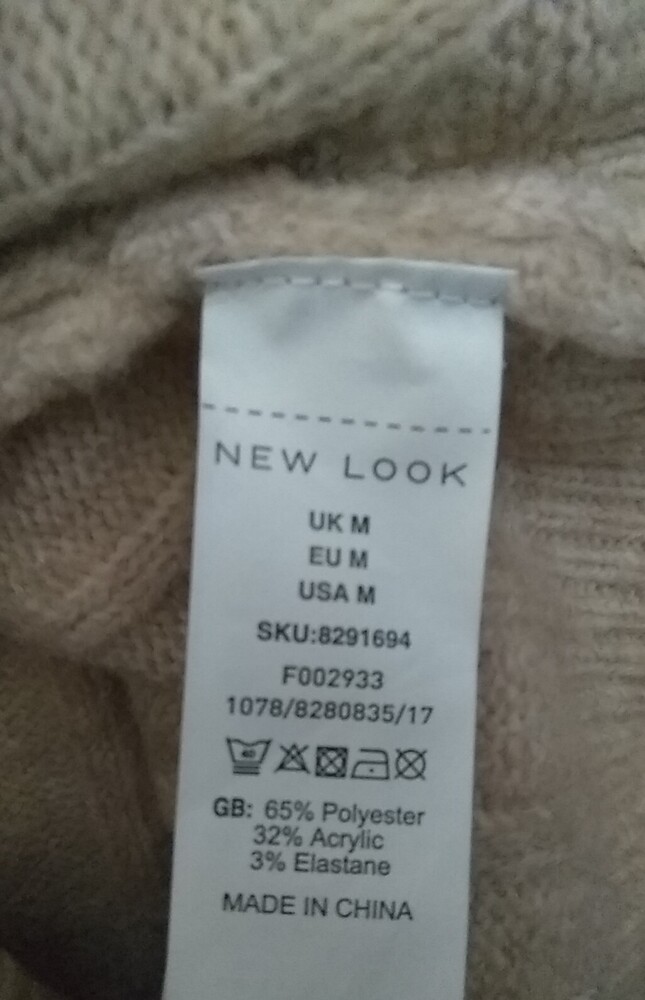 NEW LOOK
UK M
EU M
USA M
SKU:8291694
F002933
1078/8280835/17
40
GB: 65% Polyester
32% Acrylic
3% Elastane
MADE IN CHINA